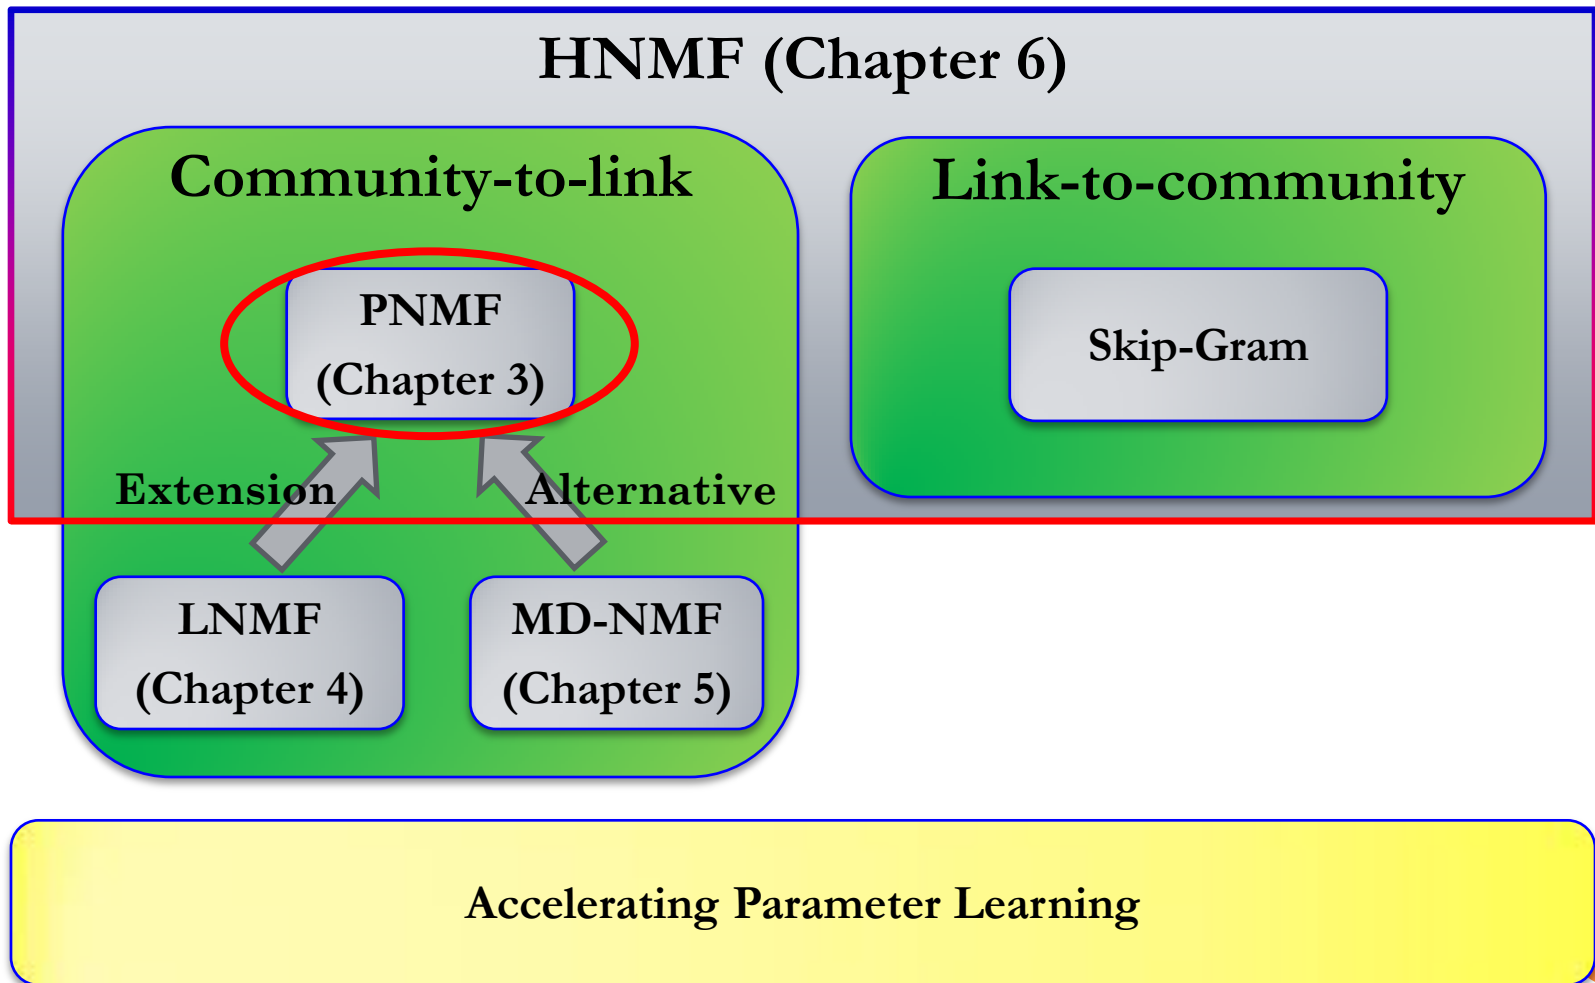 HNMF (Chapter 6)
Community-to-link
Link-to-community
PNMF
(Chapter 3)
Skip-Gram
Extension
Alternative
LNMF
(Chapter 4)
MD-NMF
(Chapter 5)
Accelerating Parameter Learning